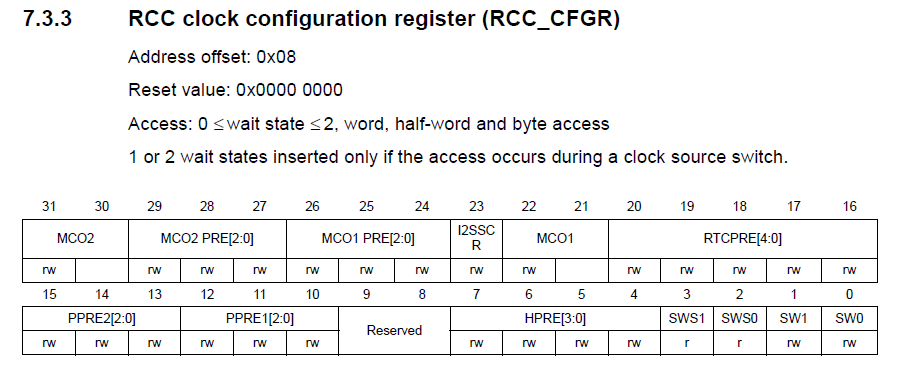 7.3.3 RCC clock configuration register (RCC_CFGR)
Address offset: 0x08
Reset value: 0x0000 0000
Access: 0 ≤ wait state ≤ 2, word, half-word and byte access
1 or 2 wait states inserted only if the access occurs during a clock source switch.
31 30 29 28 27 26 25 24 23 22 21 20 19 18 17 16
MCO2 MCO2 PRE[2:0] MCO1 PRE[2:0] I2SSC MCO1 RTCPRE[4:0]
R
rw rw rw rw rw rw rw rw rw rw rw rw rw rw
15 14 13 12 11 10 9 8 7 6 5 4 3 2 1 0
PPRE2[2:0] PPRE1[2:0] Reserved HPRE[3:0] SWS1 SWS0 SW1 SW0
rw rw rw rw rw rw rw rw rw rw r r rw rw